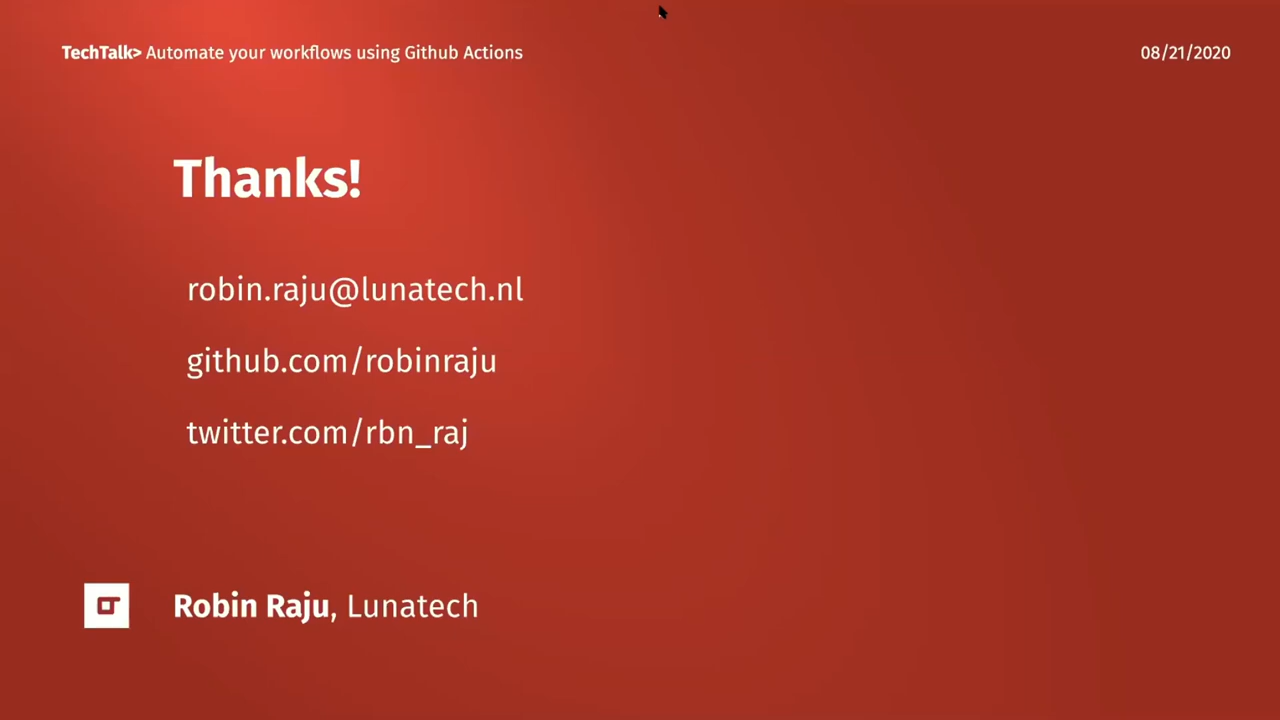 TechTalk> Automate your workflows using Github Actions
08/21/2020
Thanks!
robin.raju@lunatech.nl
github.com/robinraju
twitter.com/rbn_raj
Robin Raju, Lunatech